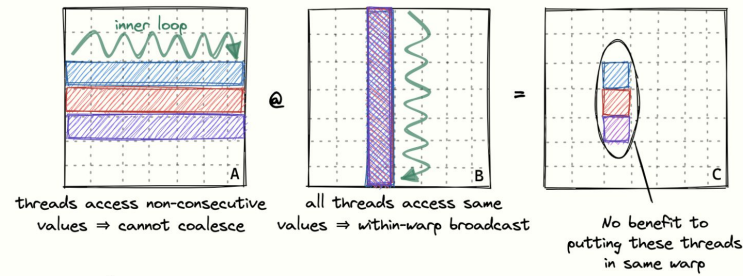 inner loop
A
@
B
=
C
threads access non-consecutive
values ⇒ cannot coalesce
all threads access same
values ⇒ within-warp broadcast
No benefit to
putting these threads
in same warp